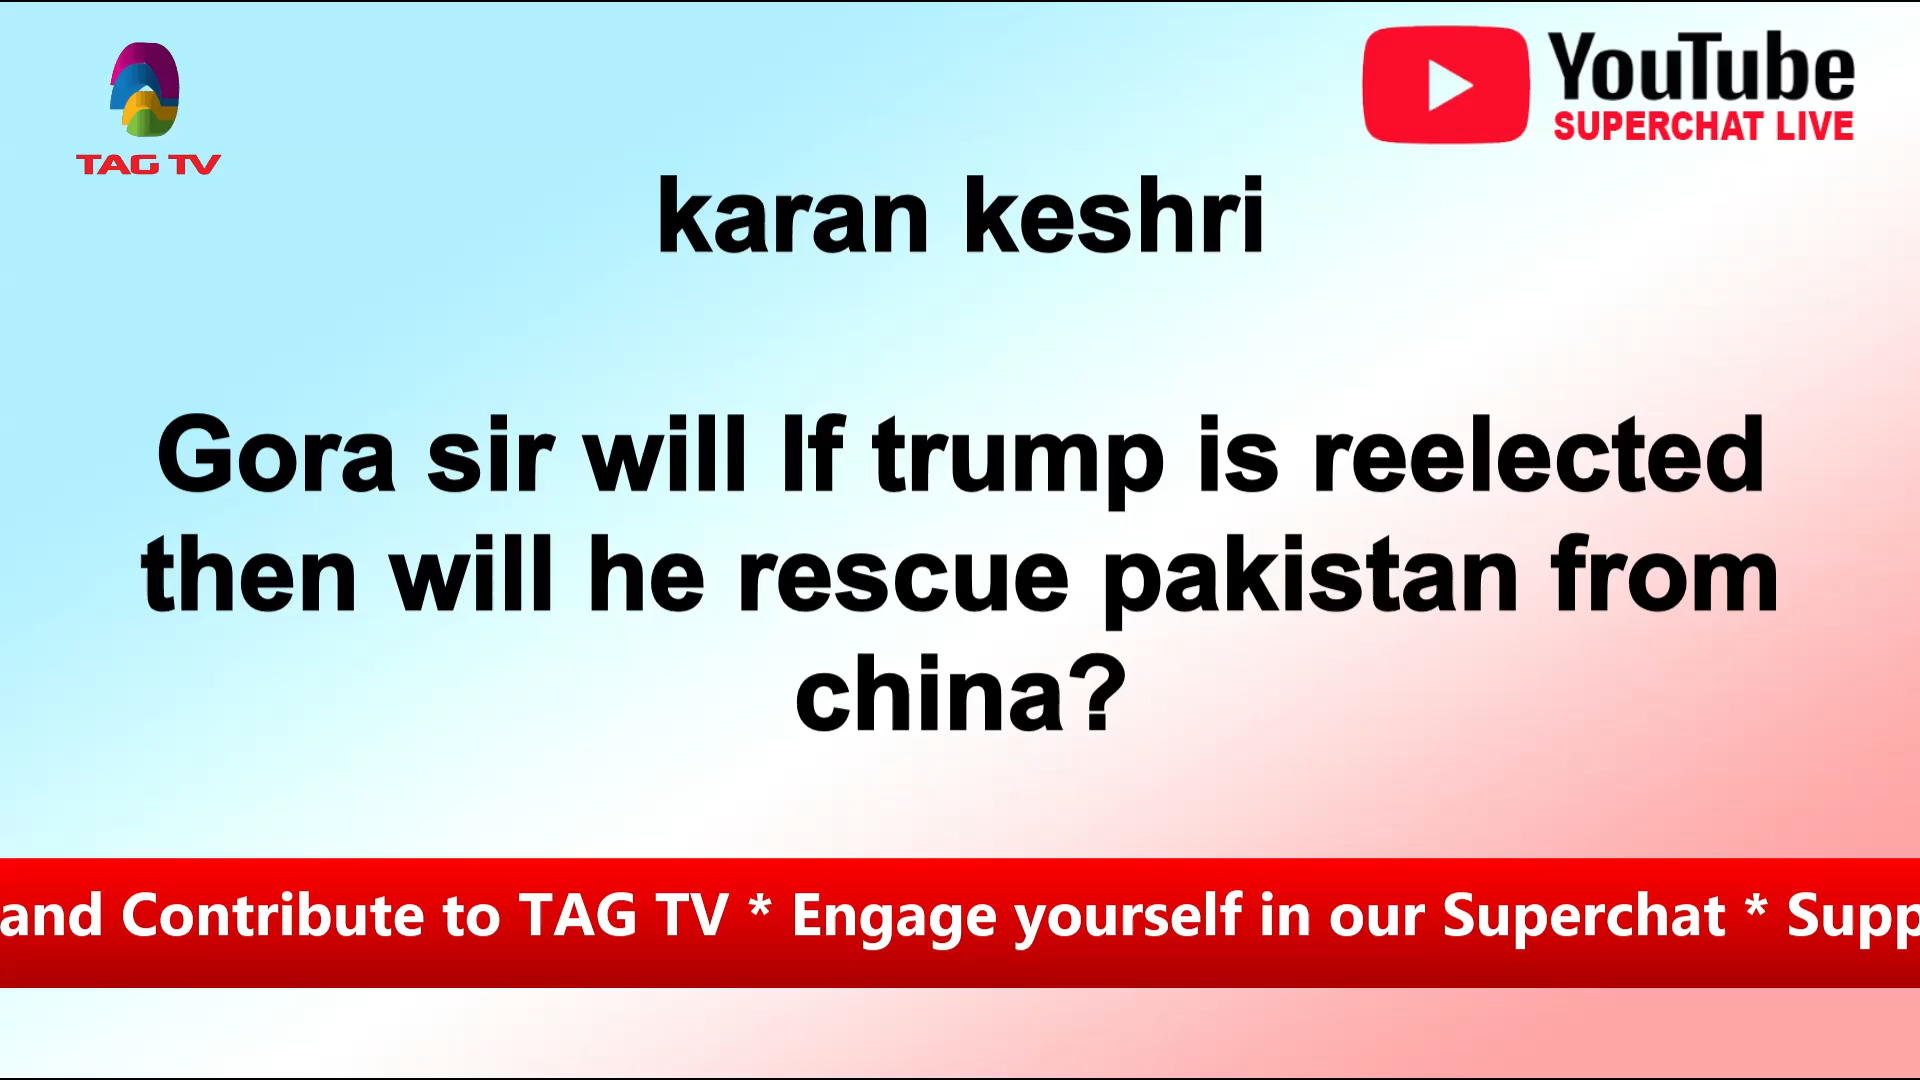 TAG TV
YouTube
SUPERCHAT LIVE
karan keshri
Gora sir will If trump is reelected
then will he rescue pakistan from
china?
and Contribute to TAG TV * Engage yourself in our Superchat * Supp